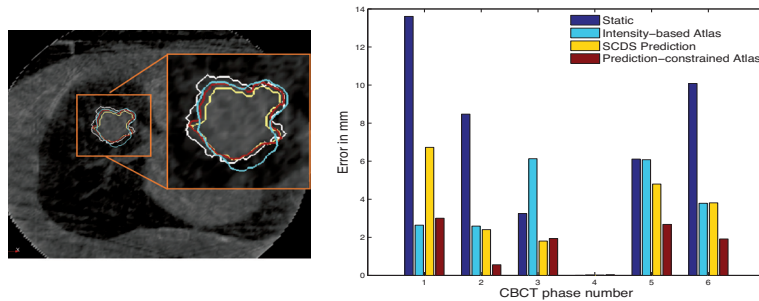 x
14
12
10
8
6
4
2
0
Error in mm
Static
Intensity-based Atlas
SCDS Prediction
Prediction-constrained Atlas
1 2 3 4 5 6
CBCT phase number